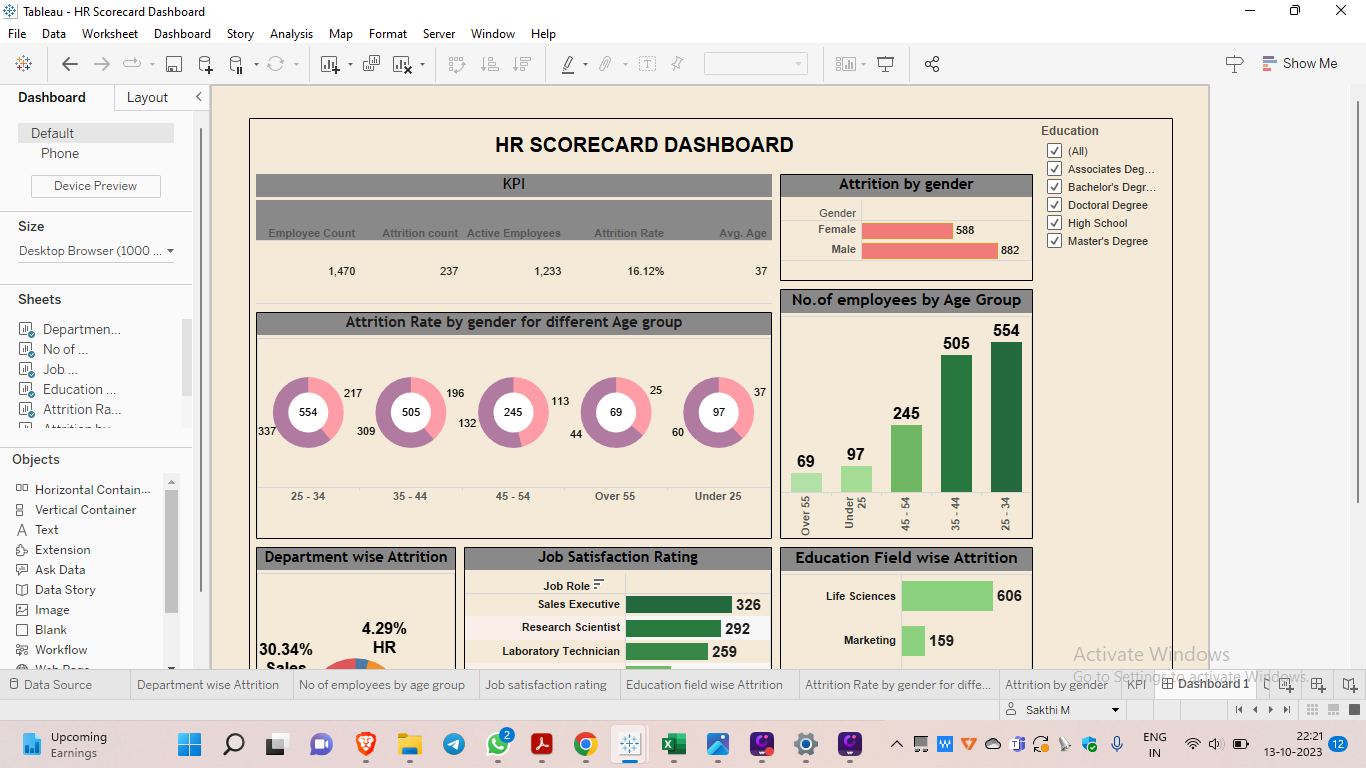 Tableau - HR Scorecard Dashboard
File Data Worksheet Dashboard Story Analysis Map Format Server Window Help
Show Me
Dashboard Layout
Default
Phone
Device Preview
Size
Desktop Browser (1000 ...
Sheets
Departmen...
No of ...
Job ...
Education ...
Attrition Ra...
Objects
Horizontal Contain...
Vertical Container
Text
Extension
Ask Data
Data Story
Image
Blank
Workflow
HR SCORECARD DASHBOARD
KPI
Employee Count Attrition count Active Employees Attrition Rate Avg. Age
1,470 237 1,233 16.12% 37
Attrition by gender
Gender
Female 588
Male 882
Education
(All)
Associates Deg...
Bachelor's Degr...
Doctoral Degree
High School
Master's Degree
Attrition Rate by gender for different Age group
217 196 113 25 37
554 505 245 69 97
337 309 132 44 60
25 - 34 35 - 44 45 - 54 Over 55 Under 25
No.of employees by Age Group
69 97 245 505 554
Over 55 Under 25 45 - 54 35 - 44 25 - 34
Department wise Attrition
4.29%
HR
30.34%
Sales
Job Satisfaction Rating
Job Role
Sales Executive 326
Research Scientist 292
Laboratory Technician 259
Education Field wise Attrition
Life Sciences 606
Marketing 159
Activate Windows
Go to Settings to activate Windows.
Data Source Department wise Attrition No of employees by age group Job satisfaction rating Education field wise Attrition Attrition Rate by gender for diffe... Attrition by gender KPI Dashboard 1
Sakthi M
Upcoming
Earnings
2
ENG
IN
22:21
13-10-2023
12